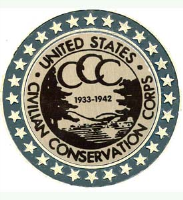 · UNITED STATES ·
CCC
1933-1942
CIVILIAN CONSERVATION CORPS